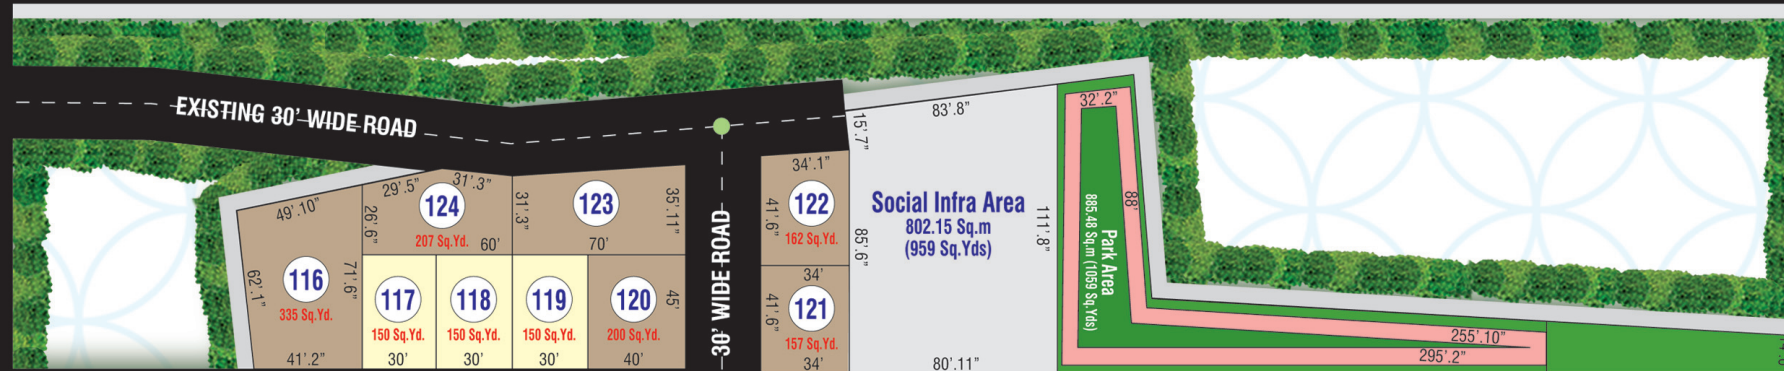 EXISTING 30' WIDE ROAD
49'.10"
62'.1"
116
335 Sq.Yd.
71'.6"
41'.2"
29'.5"
31'.3"
26'.6"
124
207 Sq.Yd.
60'
31'.3"
123
35'.11"
70'
117
150 Sq.Yd.
30'
118
150 Sq.Yd.
30'
119
150 Sq.Yd.
30'
120
200 Sq.Yd.
45'
40'
30' WIDE ROAD
34'.1"
122
41'.6"
162 Sq.Yd.
34'
121
41'.6"
157 Sq.Yd.
34'
15'.7"
83'.8"
85'.6"
Social Infra Area
802.15 Sq.m
(959 Sq.Yds)
111'.8"
80'.11"
32'.2"
88'
Park Area
885.48 Sq.m (1059 Sq.Yds)
255'.10"
295'.2"